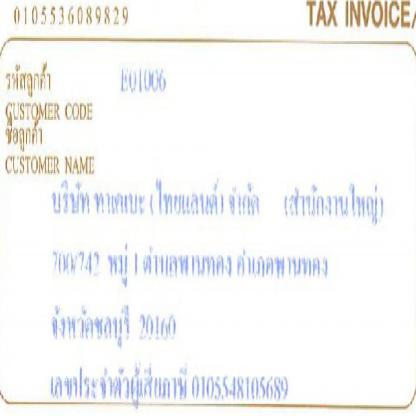 0105536089829 TAX INVOICE/
รหัสลูกค้า E01006
CUSTOMER CODE
ชื่อลูกค้า
CUSTOMER NAME
บริษัท ทาเคเบะ (ไทยแลนด์) จำกัด (สำนักงานใหญ่)
700/742 หมู่ 1 ตำบลพานทอง อำเภอพานทอง
จังหวัดชลบุรี 20160
เลขประจำตัวผู้เสียภาษี 0105548105689